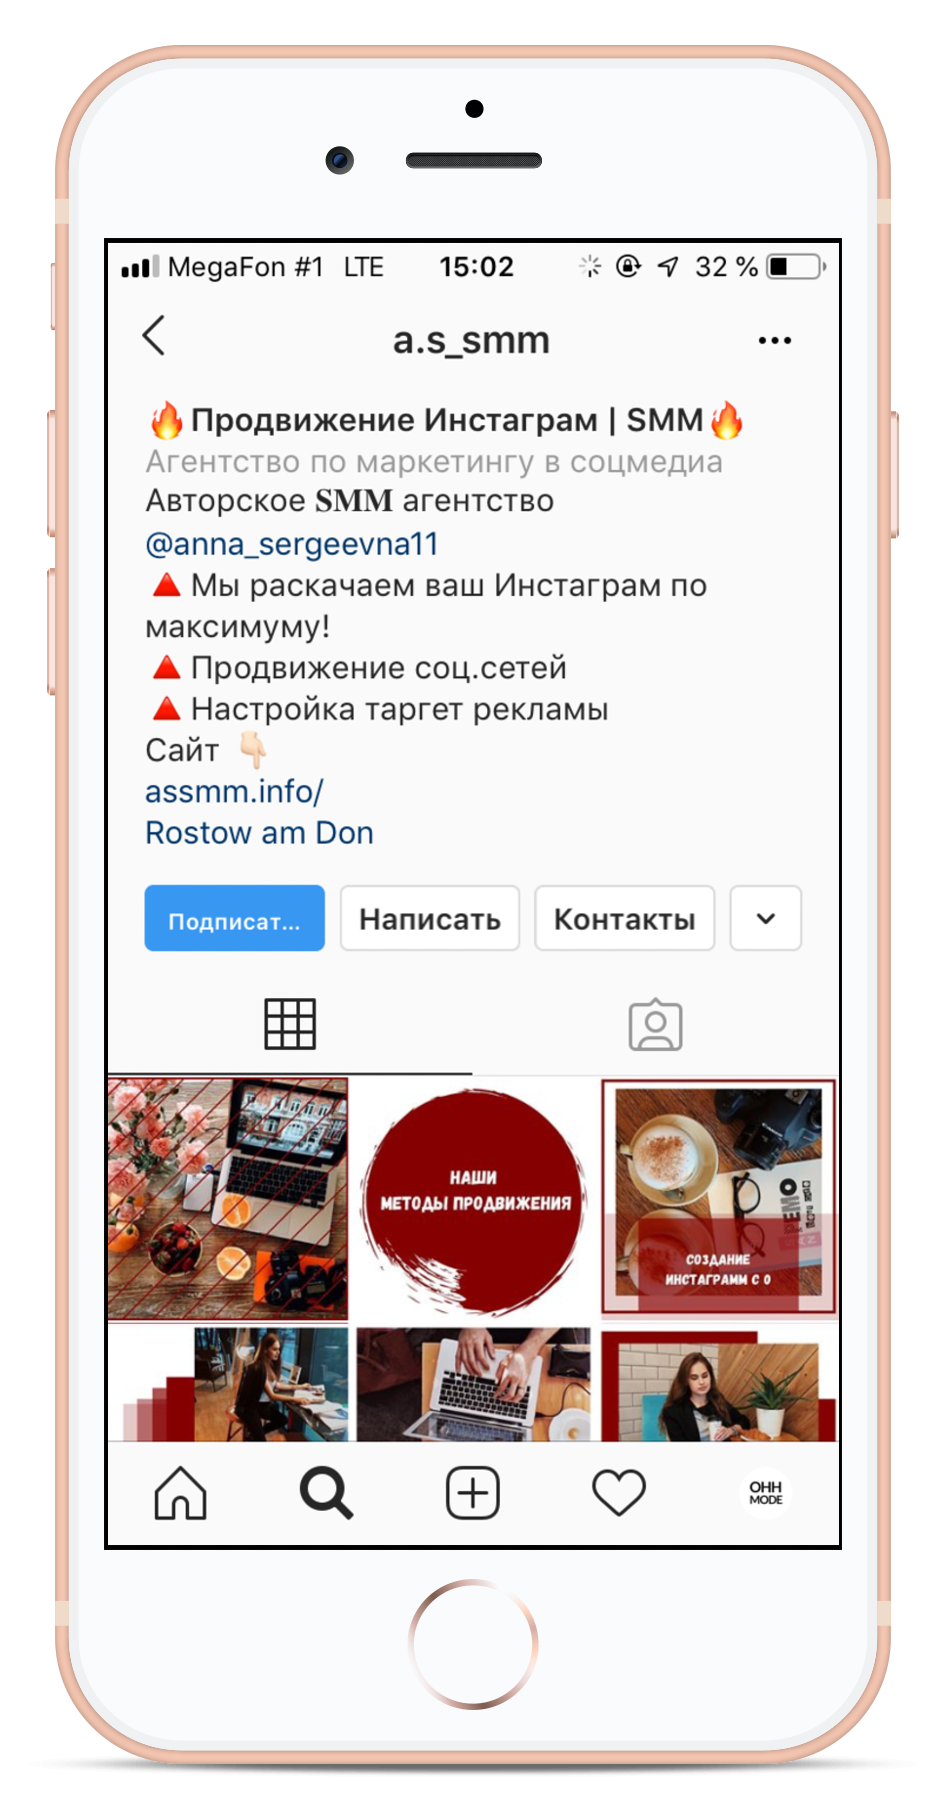 MegaFon #1 LTE 15:02 32 %
a.s_smm
🔥Продвижение Инстаграм | SMM🔥
Агентство по маркетингу в соцмедиа
Авторское 𝐒𝐌𝐌 агентство
@anna_sergeevna11
🔺Мы раскачаем ваш Инстаграм по
максимуму!
🔺Продвижение соц.сетей
🔺Настройка таргет рекламы
Сайт 👇🏻
assmm.info/
Rostow am Don
Подписат...
Написать
Контакты
НАШИ
МЕТОДЫ ПРОДВИЖЕНИЯ
СОЗДАНИЕ
ИНСТАГРАММ С 0
OHH
MODE